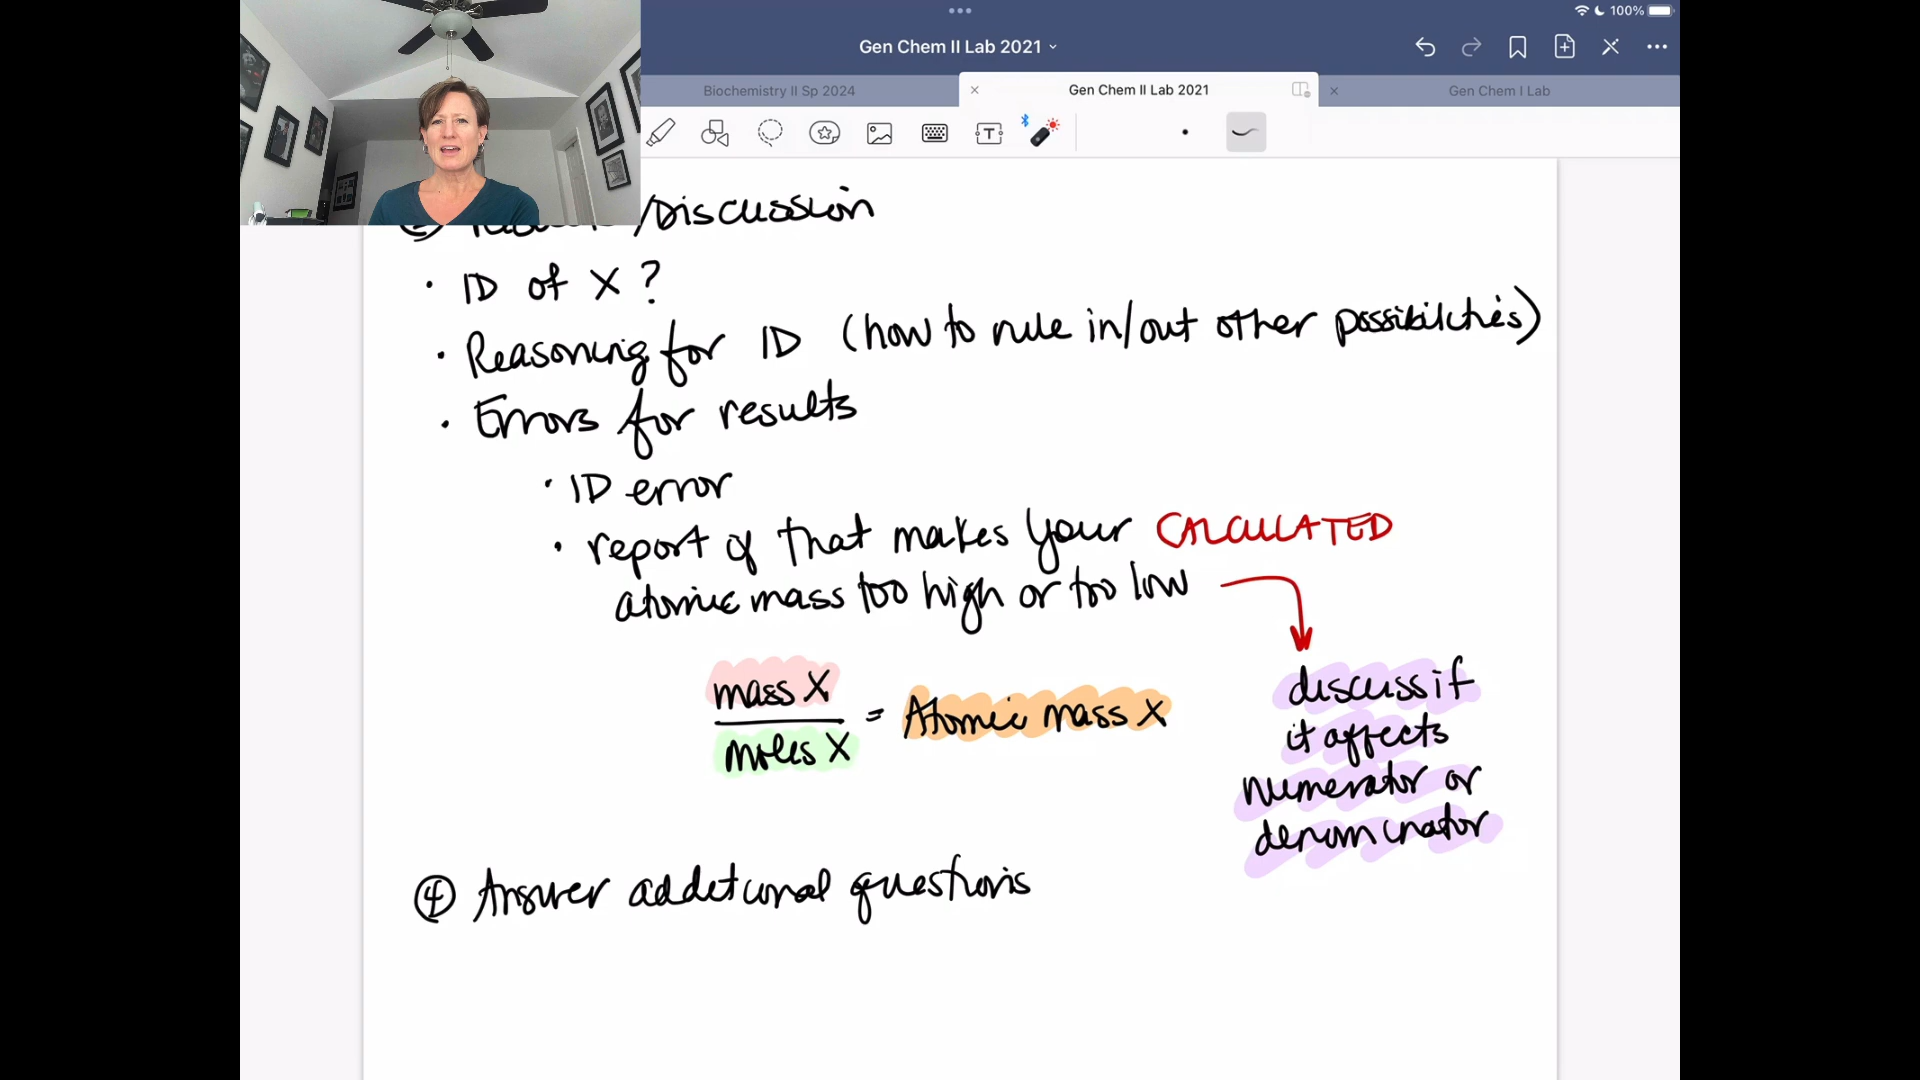 100%
Gen Chem II Lab 2021
Biochemistry II Sp 2024
Gen Chem II Lab 2021
Gen Chem I Lab
T
/Discussion
• ID of X ?
• Reasoning for ID (how to rule in/out other possibilities)
• Errors for results
• ID error
• report if that makes your CALCULATED
atomic mass too high or too low
mass X
moles X
= Atomic mass X
discuss if
it affects
numerator or
denominator
④ Answer additional questions